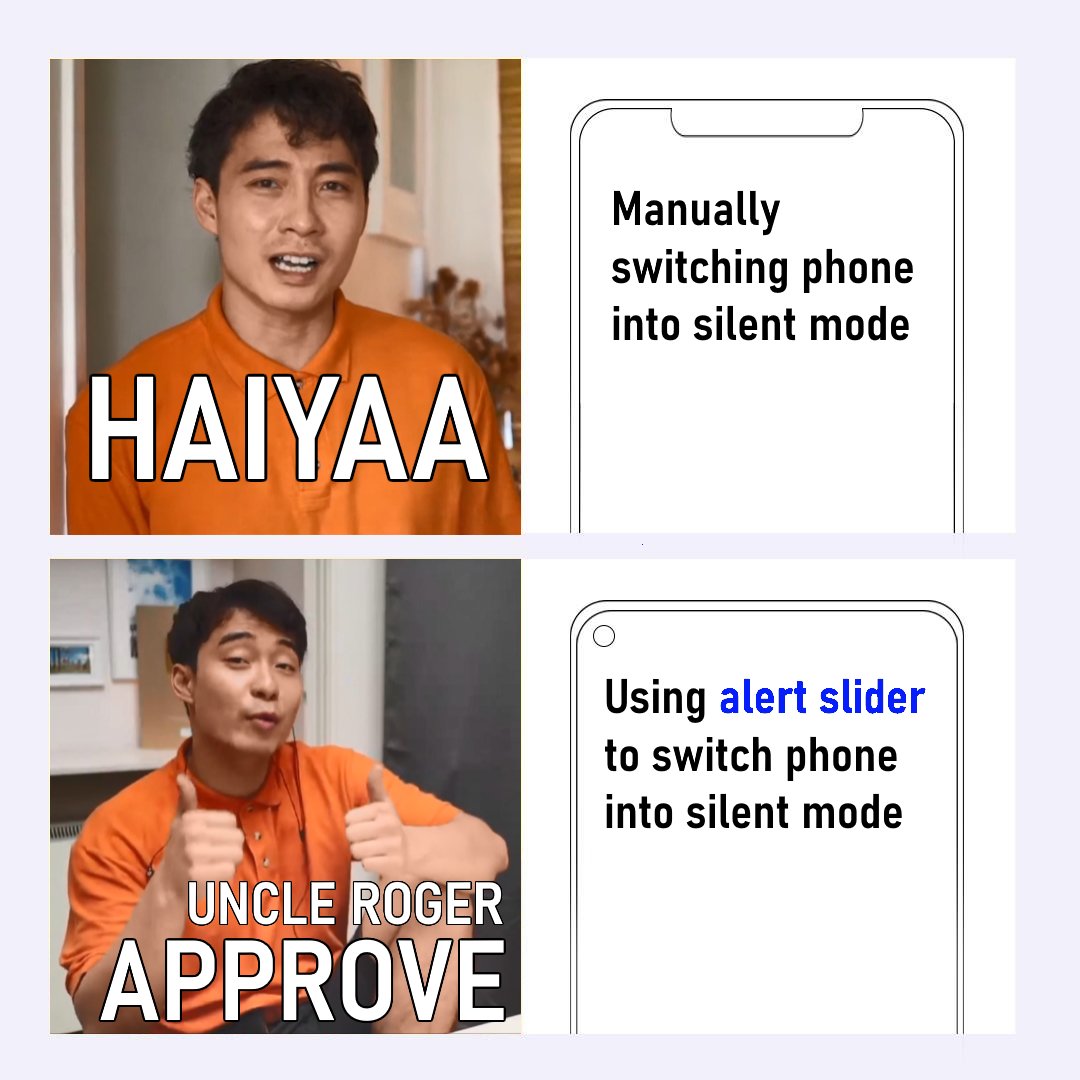 HAIYAA
Manually
switching phone
into silent mode
UNCLE ROGER
APPROVE
Using alert slider
to switch phone
into silent mode